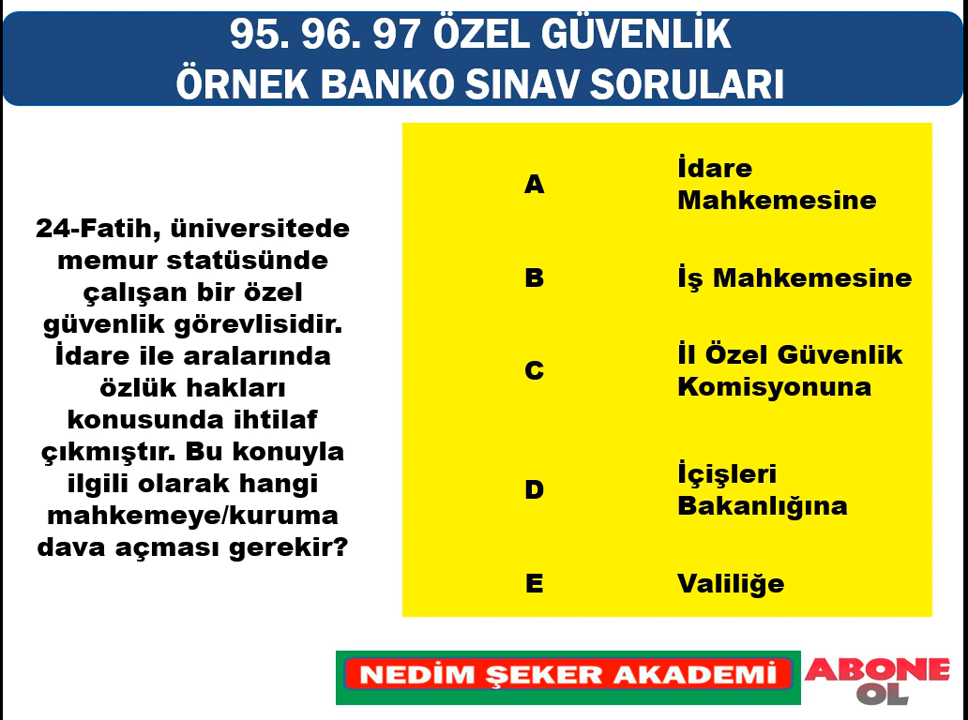 95. 96. 97 ÖZEL GÜVENLİK
ÖRNEK BANKO SINAV SORULARI
24-Fatih, üniversitede
memur statüsünde
çalışan bir özel
güvenlik görevlisidir.
İdare ile aralarında
özlük hakları
konusunda ihtilaf
çıkmıştır. Bu konuyla
ilgili olarak hangi
mahkemeye/kuruma
dava açması gerekir?
A İdare
Mahkemesine
B İş Mahkemesine
C İl Özel Güvenlik
Komisyonuna
D İçişleri
Bakanlığına
E Valiliğe
NEDİM ŞEKER AKADEMİ
ABONE
OL